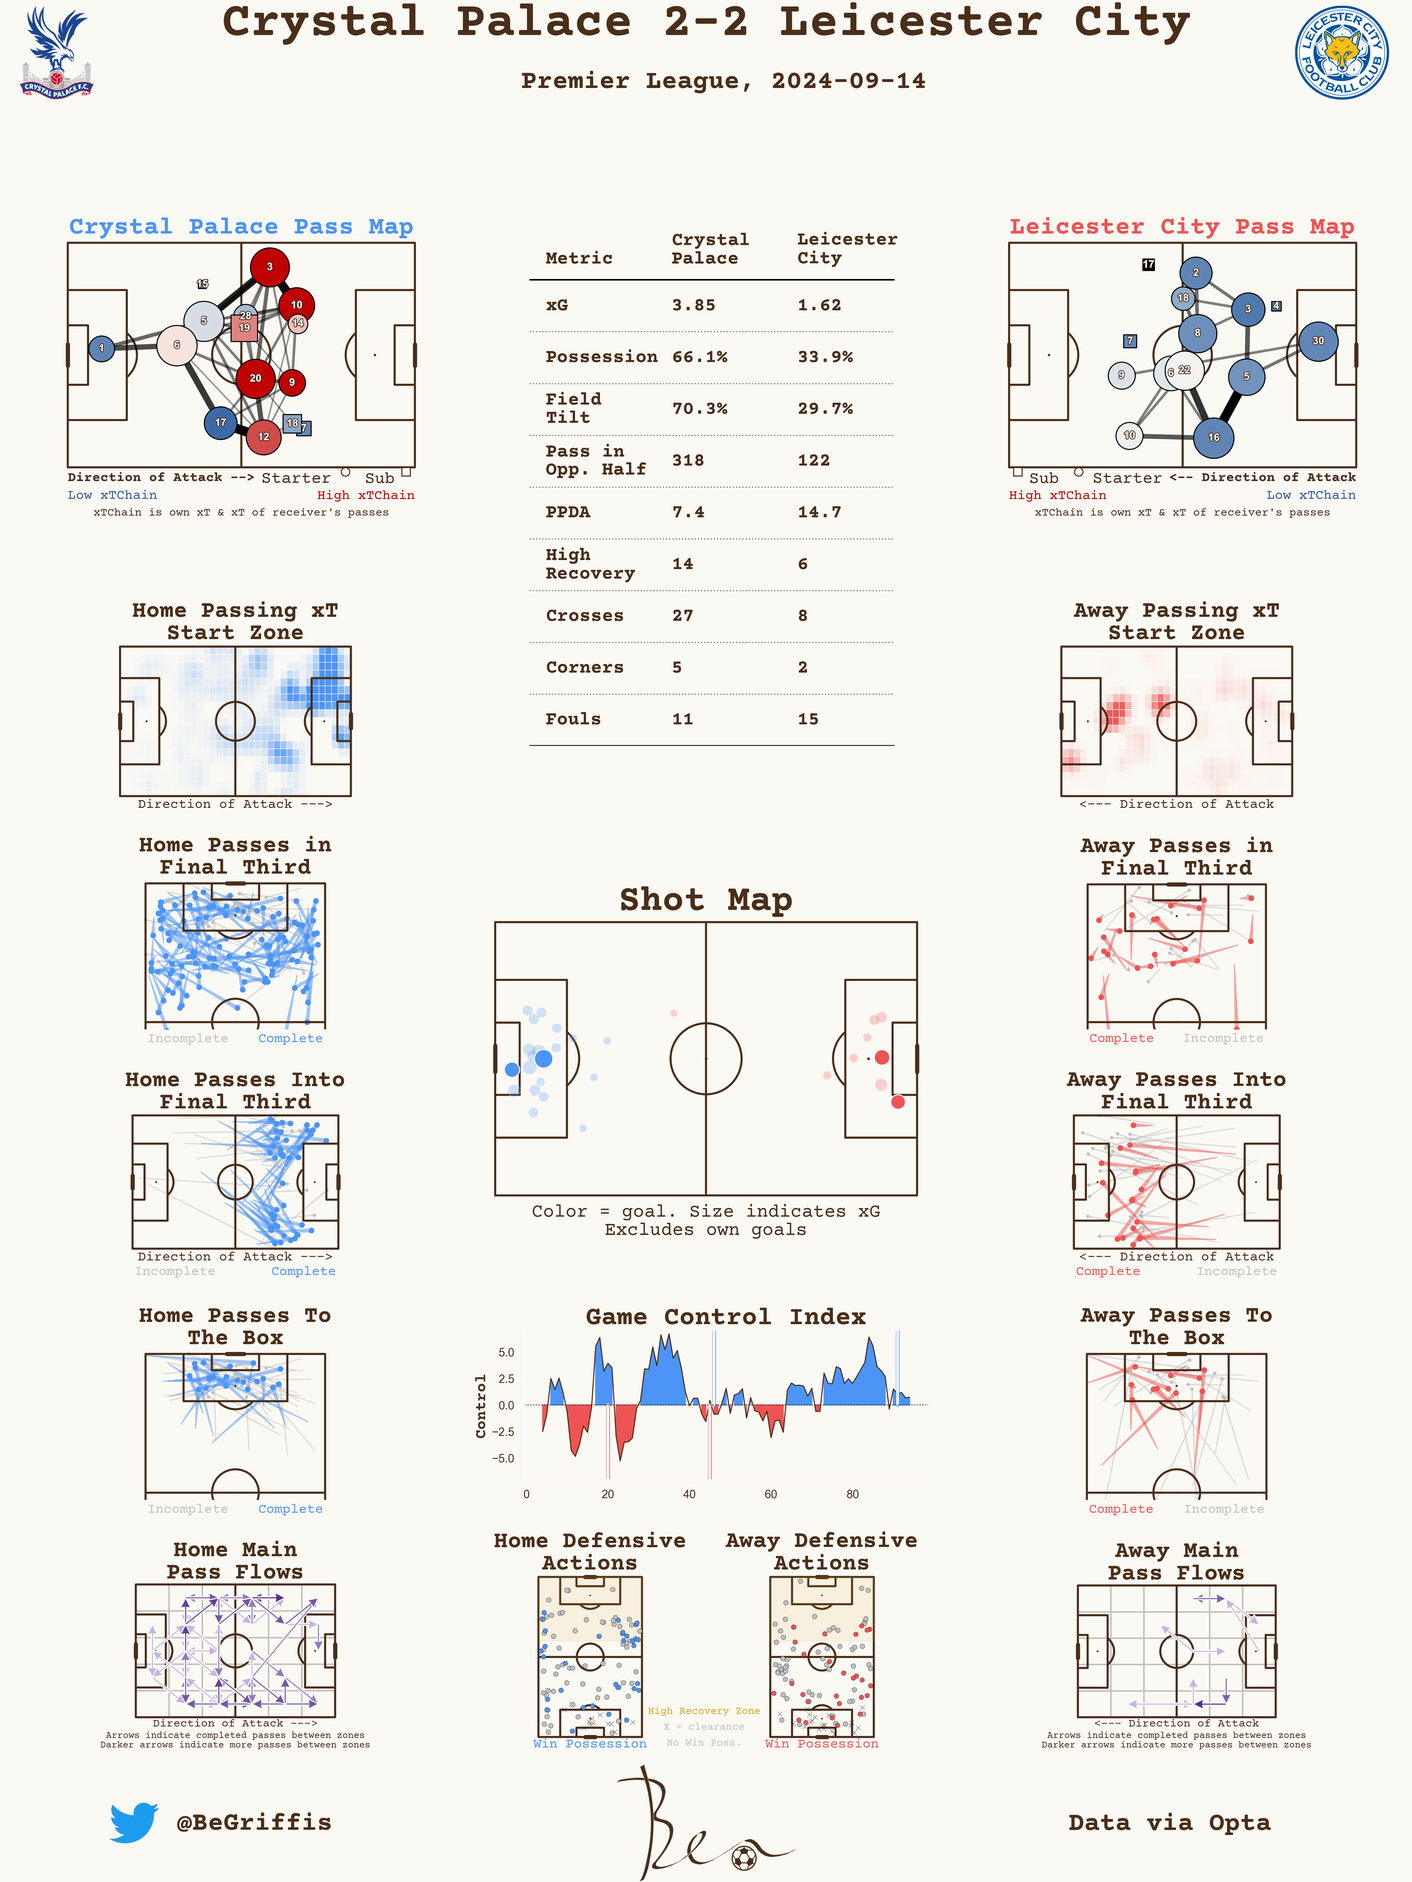 Crystal Palace 2-2 Leicester City
Premier League, 2024-09-14
CRYSTAL PALACE F.C.
LEICESTER CITY
FOOTBALL CLUB
Crystal Palace Pass Map
3
15
10
5
28
14
19
1
6
20
9
17
12
18
7
Direction of Attack --> Starter Sub
Low xTChain High xTChain
xTChain is own xT & xT of receiver's passes
Metric Crystal Palace Leicester City
xG 3.85 1.62
Possession 66.1% 33.9%
Field Tilt 70.3% 29.7%
Pass in Opp. Half 318 122
PPDA 7.4 14.7
High Recovery 14 6
Crosses 27 8
Corners 5 2
Fouls 11 15
Leicester City Pass Map
17
2
18
3
4
8
7
30
9
6
22
5
10
16
Sub Starter <-- Direction of Attack
High xTChain Low xTChain
xTChain is own xT & xT of receiver's passes
Home Passing xT
Start Zone
Direction of Attack --->
Away Passing xT
Start Zone
<--- Direction of Attack
Home Passes in
Final Third
Incomplete Complete
Away Passes in
Final Third
Complete Incomplete
Shot Map
Color = goal. Size indicates xG
Excludes own goals
Home Passes Into
Final Third
Direction of Attack --->
Incomplete Complete
Away Passes Into
Final Third
<--- Direction of Attack
Complete Incomplete
Home Passes To
The Box
Incomplete Complete
Game Control Index
Control
5.0
2.5
0.0
−2.5
−5.0
0 20 40 60 80
Away Passes To
The Box
Complete Incomplete
Home Main
Pass Flows
Direction of Attack --->
Arrows indicate completed passes between zones
Darker arrows indicate more passes between zones
Home Defensive
Actions
Win Possession
High Recovery Zone
X = clearance
No Win Poss.
Away Defensive
Actions
Win Possession
Away Main
Pass Flows
<--- Direction of Attack
Arrows indicate completed passes between zones
Darker arrows indicate more passes between zones
@BeGriffis
Ben
Data via Opta